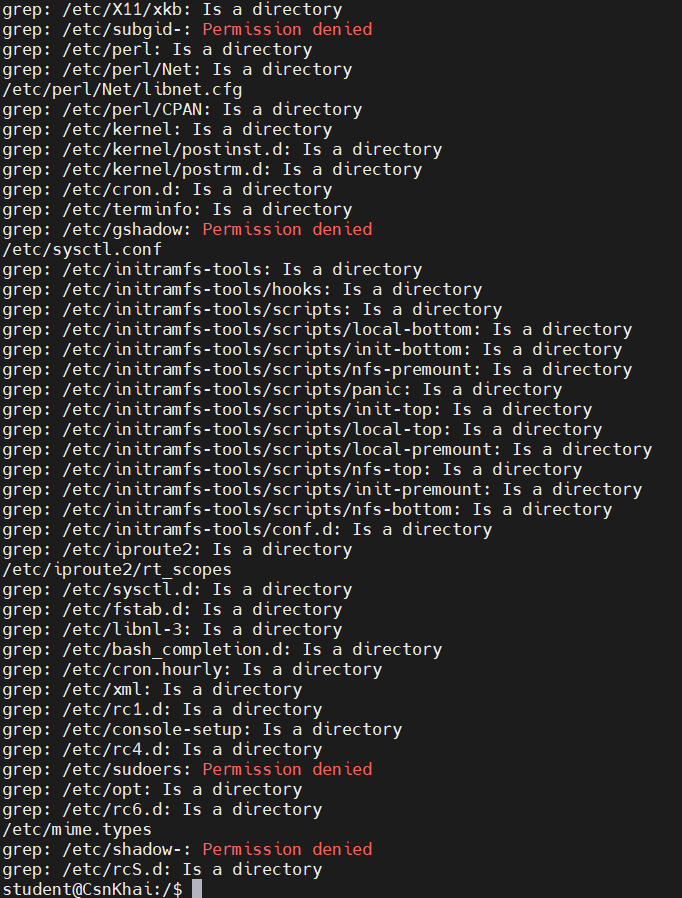 grep: /etc/X11/xkb: Is a directory
grep: /etc/subgid-: Permission denied
grep: /etc/perl: Is a directory
grep: /etc/perl/Net: Is a directory
/etc/perl/Net/libnet.cfg
grep: /etc/perl/CPAN: Is a directory
grep: /etc/kernel: Is a directory
grep: /etc/kernel/postinst.d: Is a directory
grep: /etc/kernel/postrm.d: Is a directory
grep: /etc/cron.d: Is a directory
grep: /etc/terminfo: Is a directory
grep: /etc/gshadow: Permission denied
/etc/sysctl.conf
grep: /etc/initramfs-tools: Is a directory
grep: /etc/initramfs-tools/hooks: Is a directory
grep: /etc/initramfs-tools/scripts: Is a directory
grep: /etc/initramfs-tools/scripts/local-bottom: Is a directory
grep: /etc/initramfs-tools/scripts/init-bottom: Is a directory
grep: /etc/initramfs-tools/scripts/nfs-premount: Is a directory
grep: /etc/initramfs-tools/scripts/panic: Is a directory
grep: /etc/initramfs-tools/scripts/init-top: Is a directory
grep: /etc/initramfs-tools/scripts/local-top: Is a directory
grep: /etc/initramfs-tools/scripts/local-premount: Is a directory
grep: /etc/initramfs-tools/scripts/nfs-top: Is a directory
grep: /etc/initramfs-tools/scripts/init-premount: Is a directory
grep: /etc/initramfs-tools/scripts/nfs-bottom: Is a directory
grep: /etc/initramfs-tools/conf.d: Is a directory
grep: /etc/iproute2: Is a directory
/etc/iproute2/rt_scopes
grep: /etc/sysctl.d: Is a directory
grep: /etc/fstab.d: Is a directory
grep: /etc/libnl-3: Is a directory
grep: /etc/bash_completion.d: Is a directory
grep: /etc/cron.hourly: Is a directory
grep: /etc/xml: Is a directory
grep: /etc/rc1.d: Is a directory
grep: /etc/console-setup: Is a directory
grep: /etc/rc4.d: Is a directory
grep: /etc/sudoers: Permission denied
grep: /etc/opt: Is a directory
grep: /etc/rc6.d: Is a directory
/etc/mime.types
grep: /etc/shadow-: Permission denied
grep: /etc/rcS.d: Is a directory
student@CsnKhai:/$